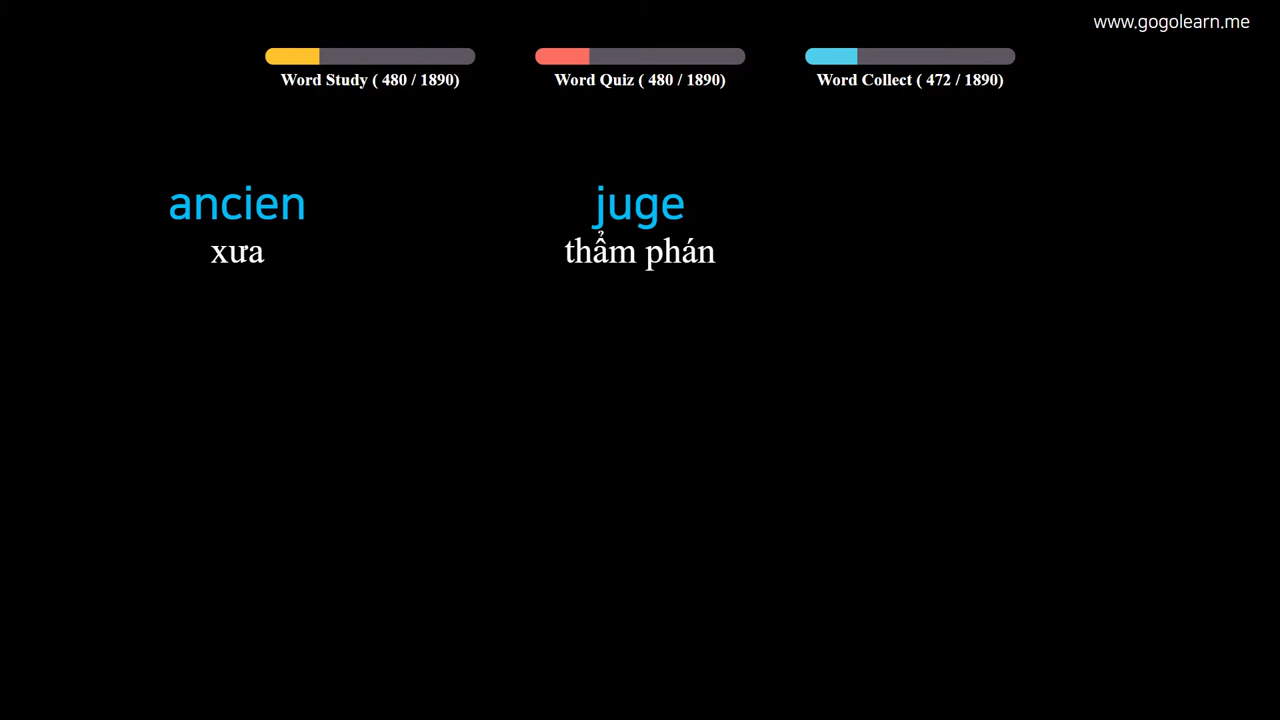 www.gogolearn.me
Word Study ( 480 / 1890)
Word Quiz ( 480 / 1890)
Word Collect ( 472 / 1890)
ancien
xưa
juge
thẩm phán